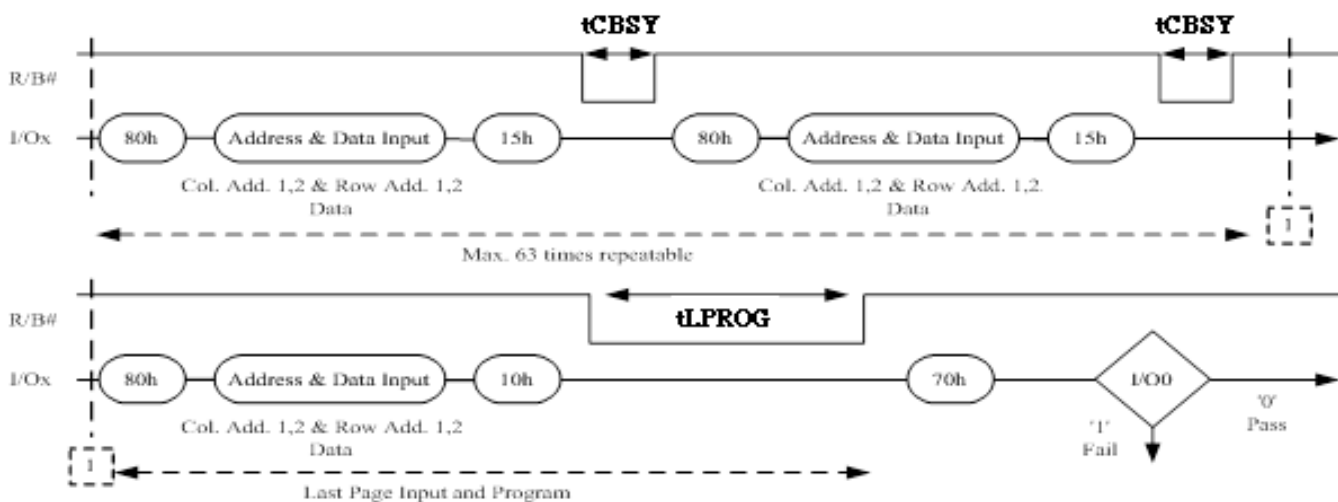 tCBSY tCBSY
R/B#
I/Ox 80h Address & Data Input 15h 80h Address & Data Input 15h
Col. Add. 1,2 & Row Add. 1,2 Col. Add. 1,2 & Row Add. 1,2.
Data Data
1
Max. 63 times repeatable
R/B# tLPROG
I/Ox 80h Address & Data Input 10h 70h I/O0
'0'
Col. Add. 1,2 & Row Add. 1,2 '1' Pass
Data Fail
1
Last Page Input and Program